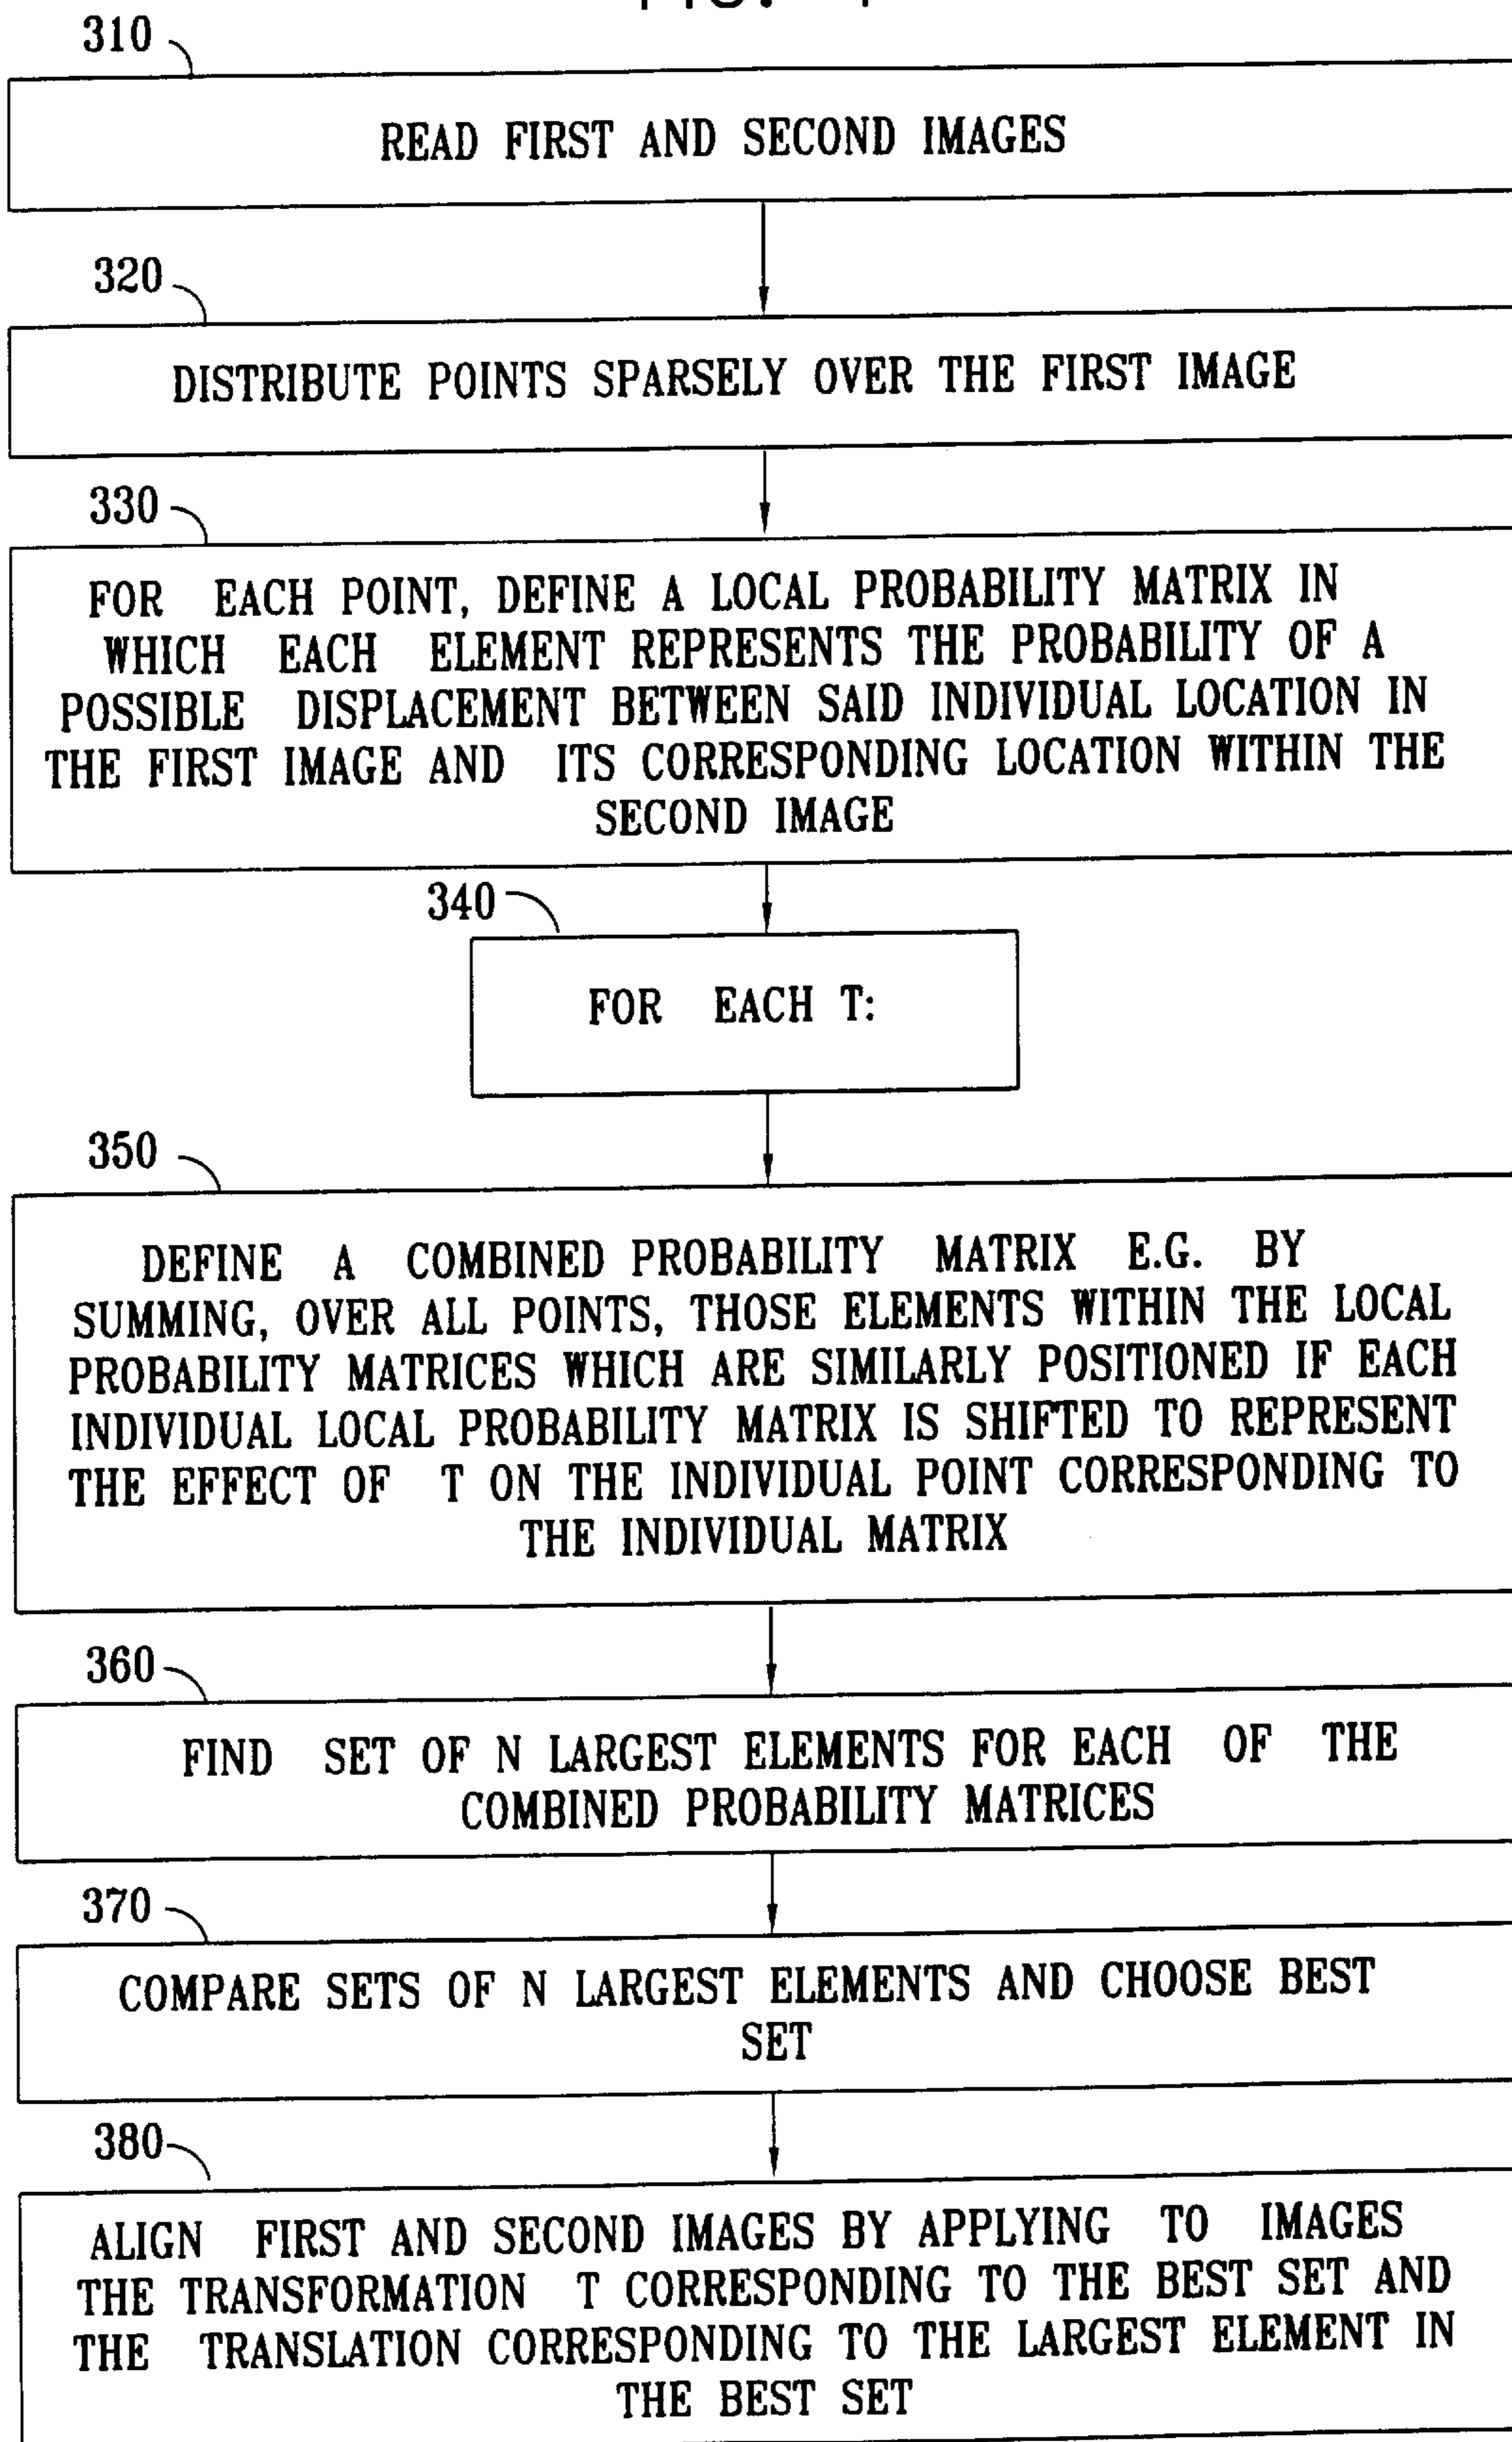 310
READ FIRST AND SECOND IMAGES
320
DISTRIBUTE POINTS SPARSELY OVER THE FIRST IMAGE
330
FOR EACH POINT, DEFINE A LOCAL PROBABILITY MATRIX IN
WHICH EACH ELEMENT REPRESENTS THE PROBABILITY OF A
POSSIBLE DISPLACEMENT BETWEEN SAID INDIVIDUAL LOCATION IN
THE FIRST IMAGE AND ITS CORRESPONDING LOCATION WITHIN THE
SECOND IMAGE
340
FOR EACH T:
350
DEFINE A COMBINED PROBABILITY MATRIX E.G. BY
SUMMING, OVER ALL POINTS, THOSE ELEMENTS WITHIN THE LOCAL
PROBABILITY MATRICES WHICH ARE SIMILARLY POSITIONED IF EACH
INDIVIDUAL LOCAL PROBABILITY MATRIX IS SHIFTED TO REPRESENT
THE EFFECT OF T ON THE INDIVIDUAL POINT CORRESPONDING TO
THE INDIVIDUAL MATRIX
360
FIND SET OF N LARGEST ELEMENTS FOR EACH OF THE
COMBINED PROBABILITY MATRICES
370
COMPARE SETS OF N LARGEST ELEMENTS AND CHOOSE BEST
SET
380
ALIGN FIRST AND SECOND IMAGES BY APPLYING TO IMAGES
THE TRANSFORMATION T CORRESPONDING TO THE BEST SET AND
THE TRANSLATION CORRESPONDING TO THE LARGEST ELEMENT IN
THE BEST SET